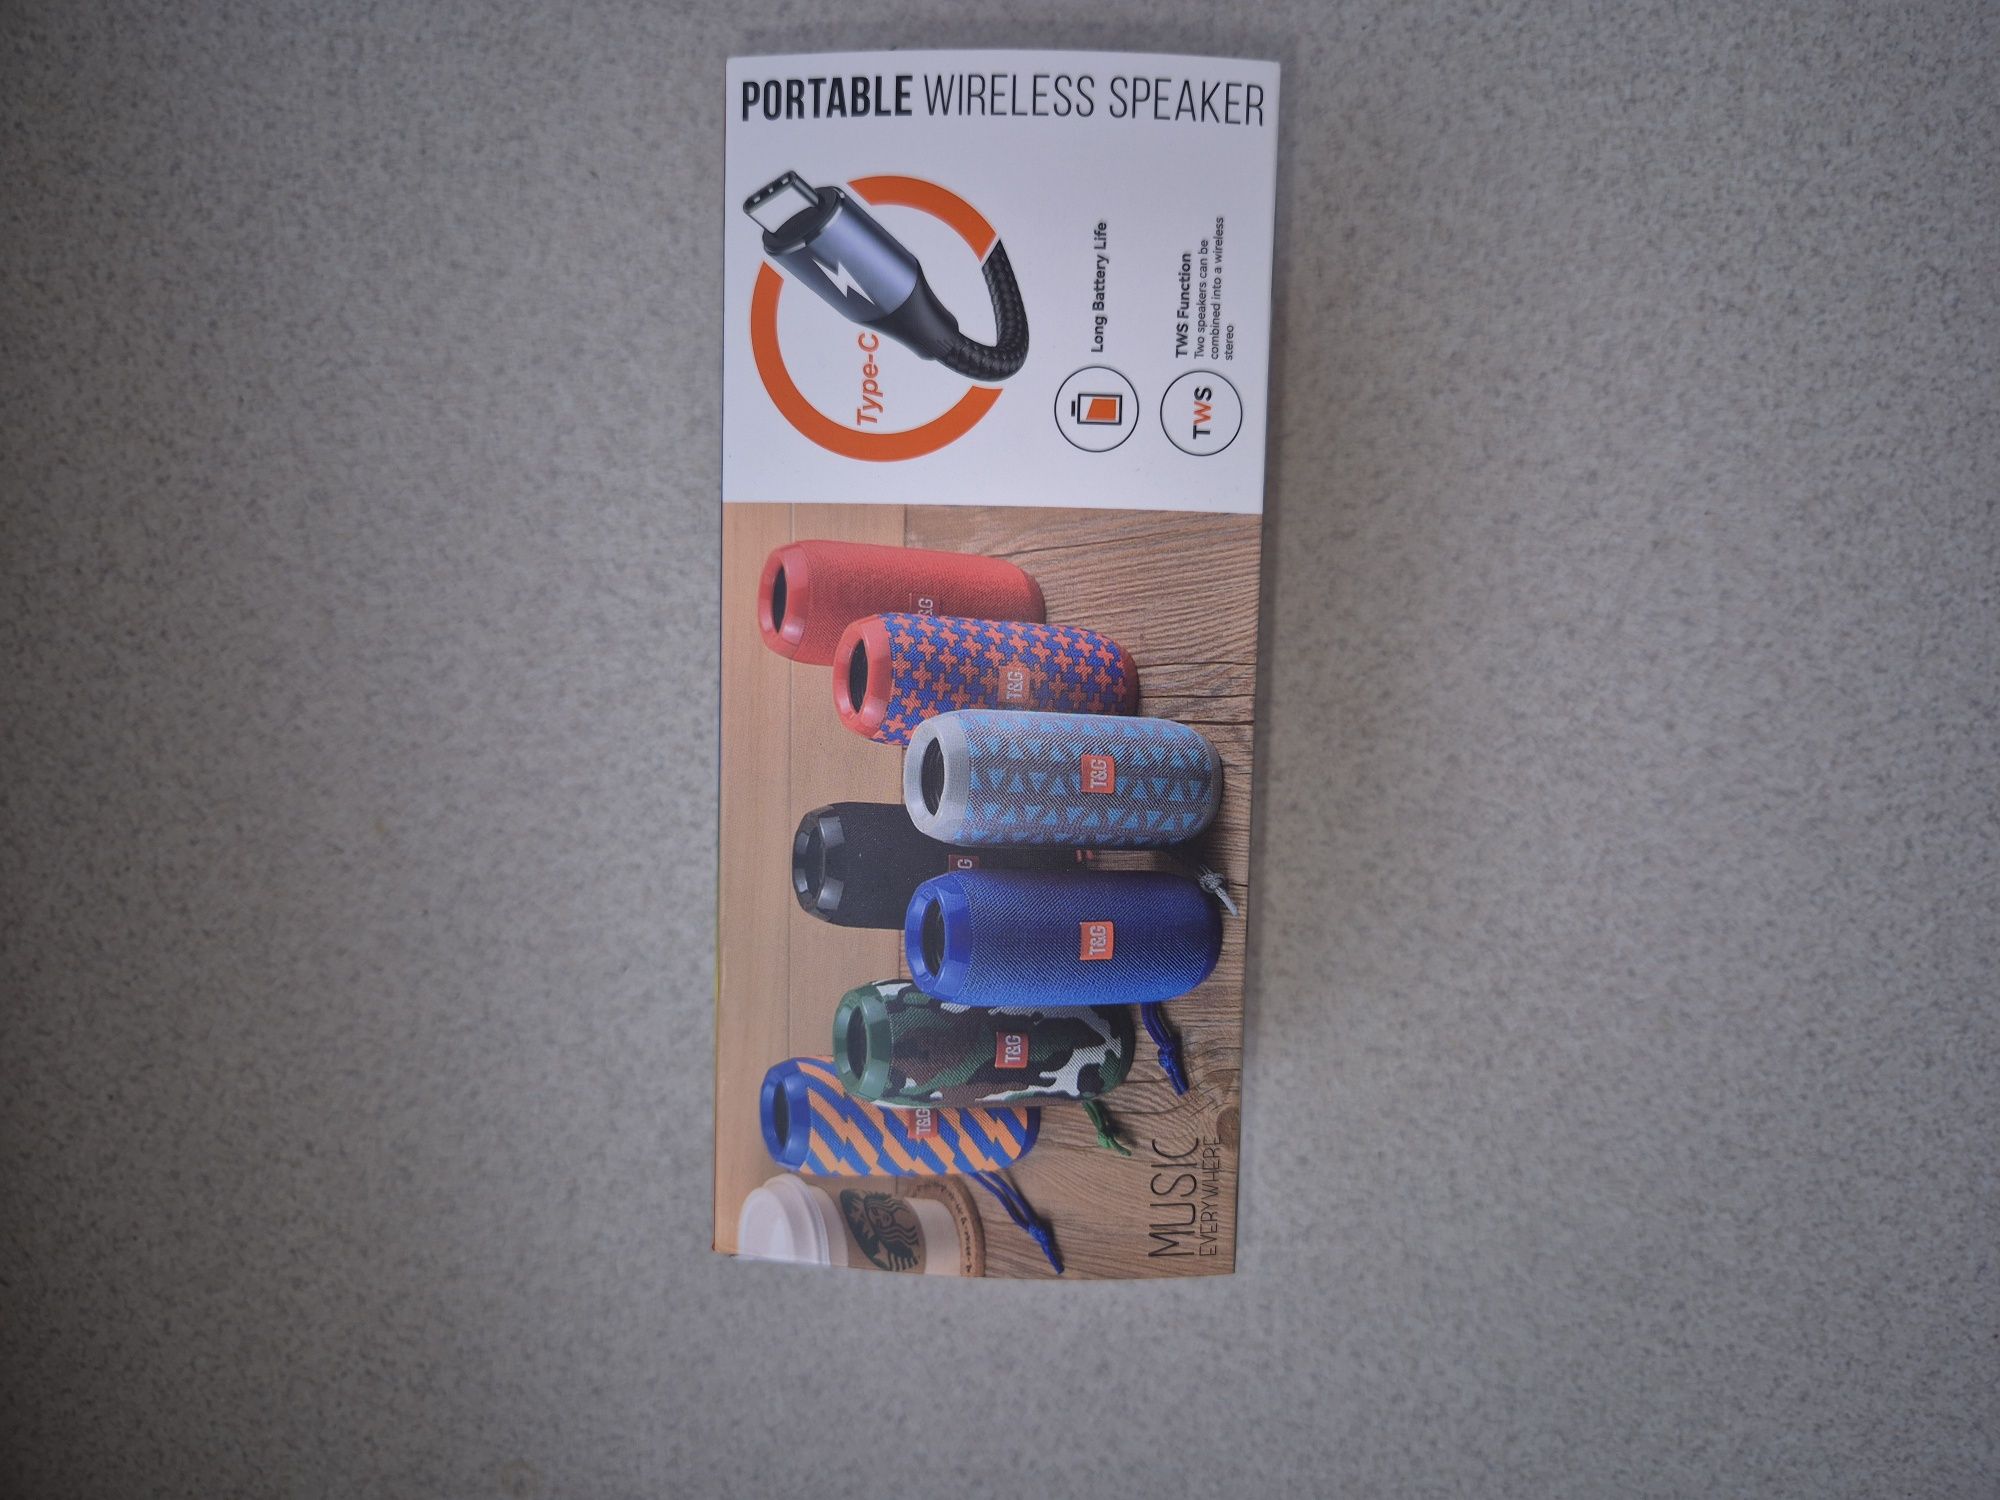 PORTABLE WIRELESS SPEAKER
Type-C
Long Battery Life
TWS
TWS Function
Two speakers can be
combined into a wireless
stereo.
T&G
T&G
T&G
T&G
T&G
MUSIC
EVERYWHERE